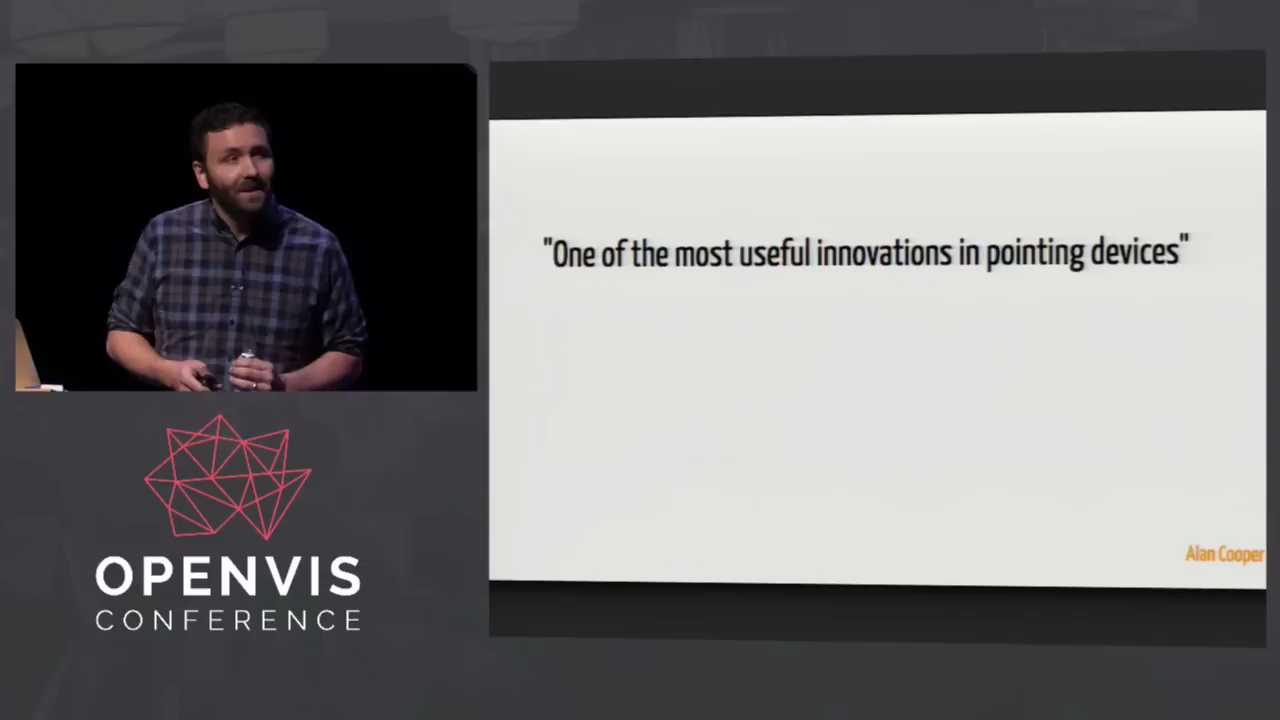 "One of the most useful innovations in pointing devices"
Alan Cooper
OPENVIS
CONFERENCE